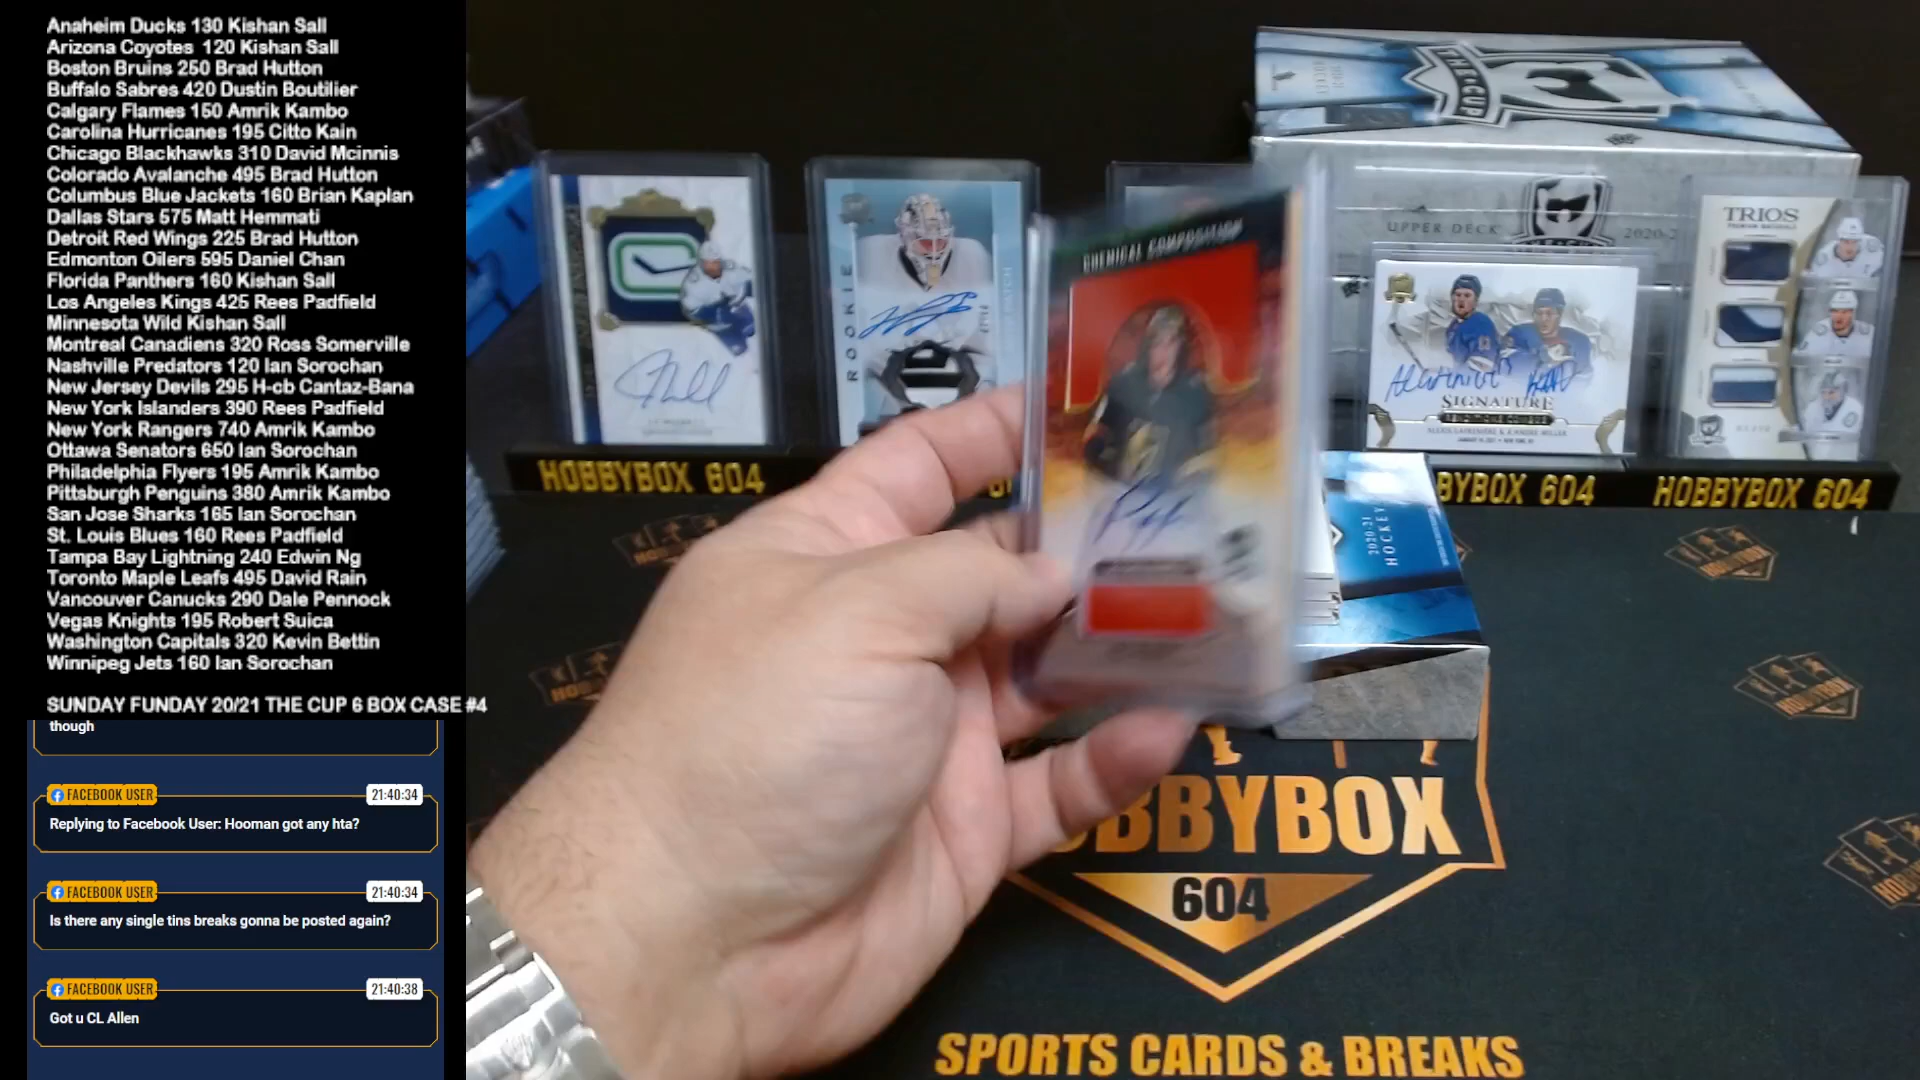 Anaheim Ducks 130 Kishan Sall
Arizona Coyotes 120 Kishan Sall
Boston Bruins 250 Brad Hutton
Buffalo Sabres 420 Dustin Boutilier
Calgary Flames 150 Amrik Kambo
Carolina Hurricanes 195 Citto Kain
Chicago Blackhawks 310 David Mcinnis
Colorado Avalanche 495 Brad Hutton
Columbus Blue Jackets 160 Brian Kaplan
Dallas Stars 575 Matt Hemmati
Detroit Red Wings 225 Brad Hutton
Edmonton Oilers 595 Daniel Chan
Florida Panthers 160 Kishan Sall
Los Angeles Kings 425 Rees Padfield
Minnesota Wild Kishan Sall
Montreal Canadiens 320 Ross Somerville
Nashville Predators 120 Ian Sorochan
New Jersey Devils 295 H-cb Cantaz-Bana
New York Islanders 390 Rees Padfield
New York Rangers 740 Amrik Kambo
Ottawa Senators 650 Ian Sorochan
Philadelphia Flyers 195 Amrik Kambo
Pittsburgh Penguins 380 Amrik Kambo
San Jose Sharks 165 Ian Sorochan
St. Louis Blues 160 Rees Padfield
Tampa Bay Lightning 240 Edwin Ng
Toronto Maple Leafs 495 David Rain
Vancouver Canucks 290 Dale Pennock
Vegas Knights 195 Robert Suica
Washington Capitals 320 Kevin Bettin
Winnipeg Jets 160 Ian Sorochan
SUNDAY FUNDAY 20/21 THE CUP 6 BOX CASE #4
though
FACEBOOK USER 21:40:34
Replying to Facebook User: Hooman got any hta?
FACEBOOK USER 21:40:34
Is there any single tins breaks gonna be posted again?
FACEBOOK USER 21:40:38
Got u CL Allen
THE CUP
UPPER DECK
2020-2
TRIOS
ROOKIE
CHEMICAL COMPOSITION
SIGNATURE
2020-21
HOCKEY
HOBBYBOX 604
BYBOX 604
HOBBYBOX 604
BBYBOX
604
SPORTS CARDS & BREAKS